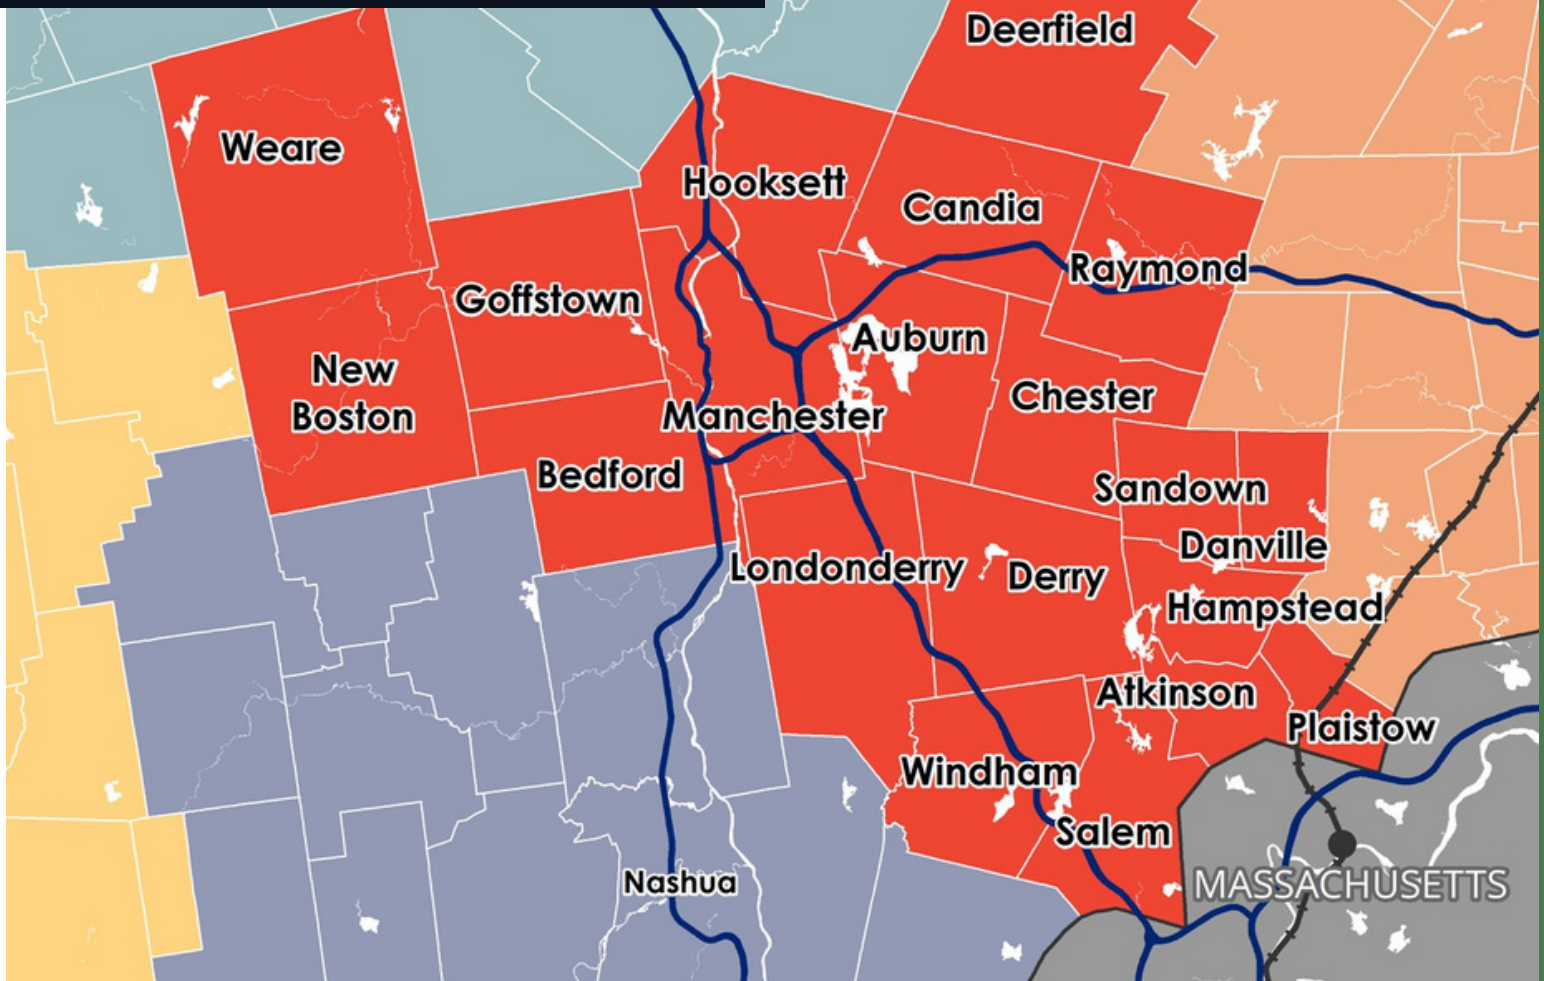 Deerfield
Weare
Hooksett
Candia
Raymond
Goffstown
Auburn
New
Boston
Chester
Manchester
Bedford
Sandown
Danville
Londonderry
Derry
Hampstead
Atkinson
Plaistow
Windham
Salem
Nashua
MASSACHUSETTS